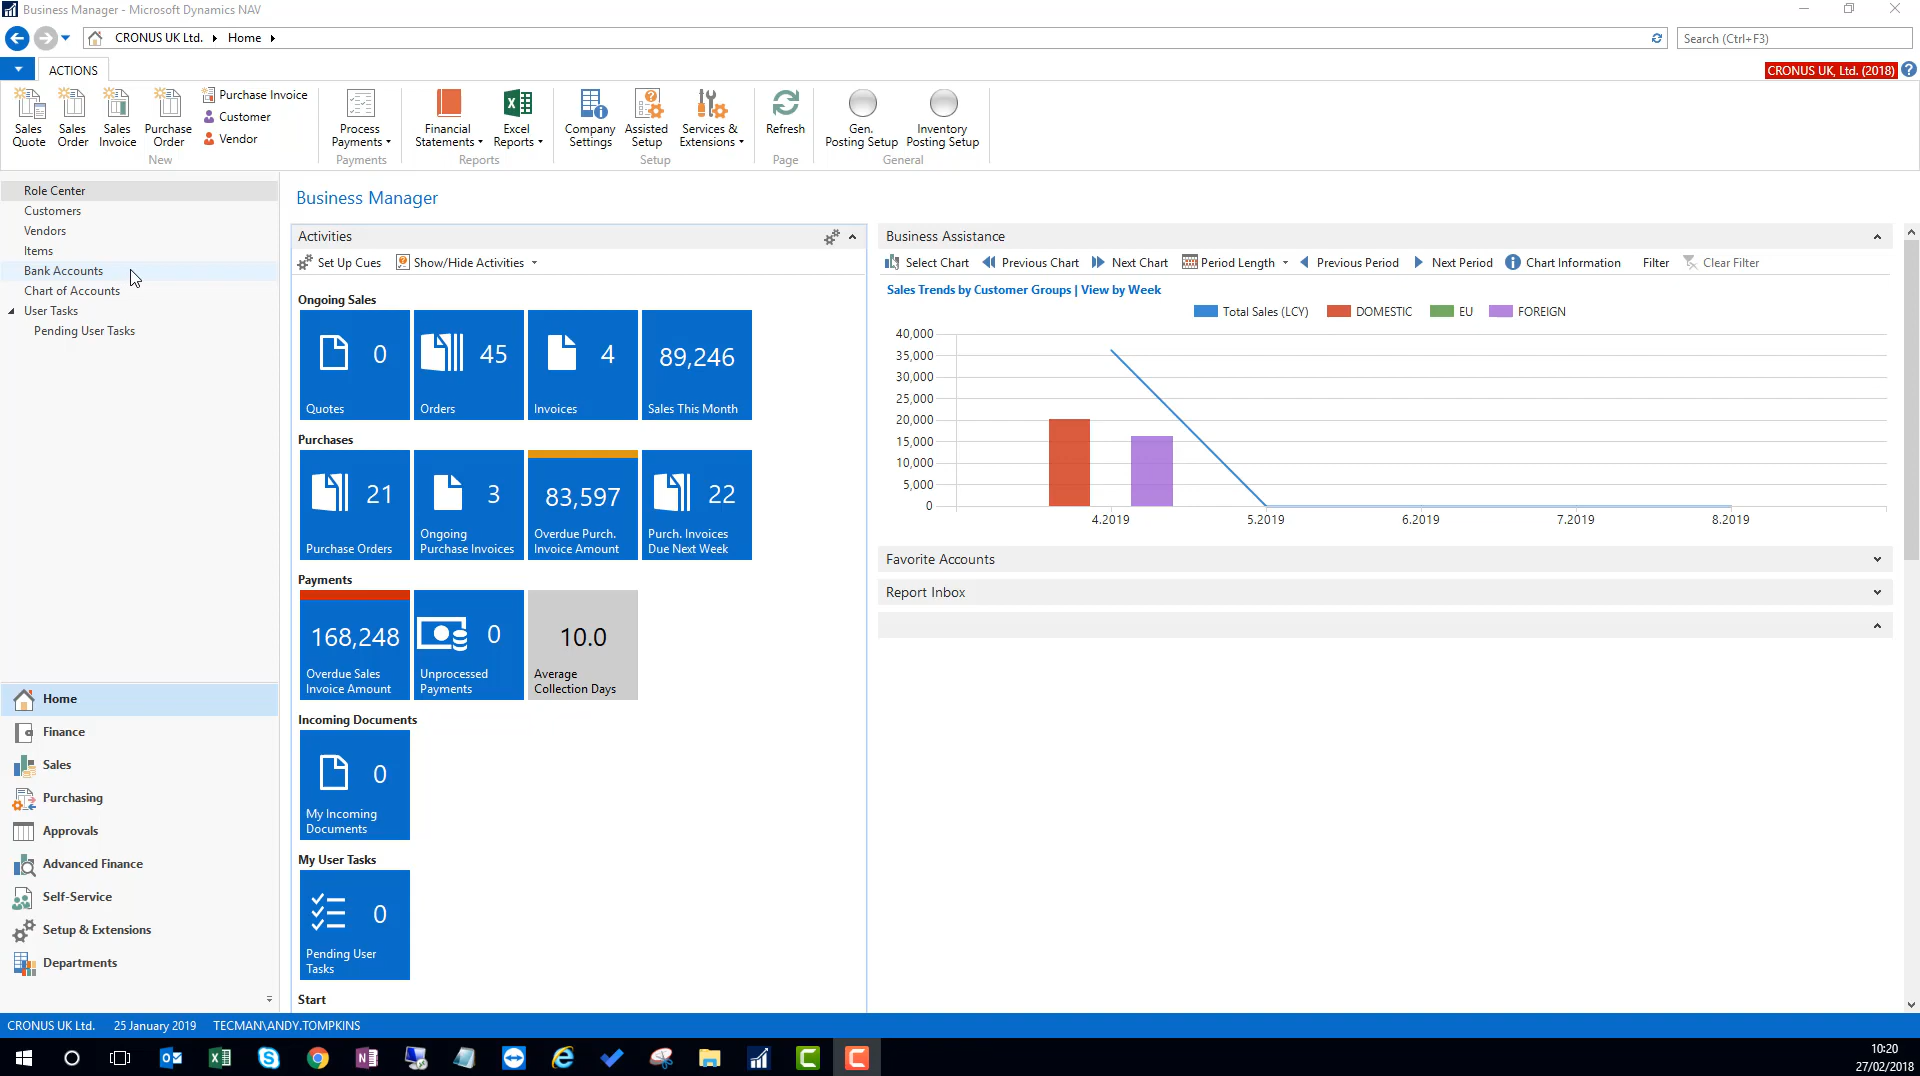 Business Manager - Microsoft Dynamics NAV
CRONUS UK Ltd.
Home
Search (Ctrl+F3)
ACTIONS
CRONUS UK, Ltd. (2018)
Sales Quote
Sales Order
Sales Invoice
Purchase Order
Purchase Invoice
Customer
Vendor
New
Process Payments
Payments
Financial Statements
Excel Reports
Reports
Company Settings
Assisted Setup
Services & Extensions
Setup
Refresh
Page
Gen. Posting Setup
Inventory Posting Setup
General
Role Center
Customers
Vendors
Items
Bank Accounts
Chart of Accounts
User Tasks
Pending User Tasks
Home
Finance
Sales
Purchasing
Approvals
Advanced Finance
Self-Service
Setup & Extensions
Departments
Business Manager
Activities
Set Up Cues
Show/Hide Activities
Ongoing Sales
0
Quotes
45
Orders
4
Invoices
89,246
Sales This Month
Purchases
21
Purchase Orders
3
Ongoing
Purchase Invoices
83,597
Overdue Purch.
Invoice Amount
22
Purch. Invoices
Due Next Week
Payments
168,248
Overdue Sales
Invoice Amount
0
Unprocessed
Payments
10.0
Average
Collection Days
Incoming Documents
0
My Incoming
Documents
My User Tasks
0
Pending User
Tasks
Start
Business Assistance
Select Chart
Previous Chart
Next Chart
Period Length
Previous Period
Next Period
Chart Information
Filter
Clear Filter
Sales Trends by Customer Groups | View by Week
Total Sales (LCY)
DOMESTIC
EU
FOREIGN
40,000
35,000
30,000
25,000
20,000
15,000
10,000
5,000
0
4.2019
5.2019
6.2019
7.2019
8.2019
Favorite Accounts
Report Inbox
CRONUS UK Ltd.
25 January 2019
TECMAN\ANDY.TOMPKINS
10:20
27/02/2018